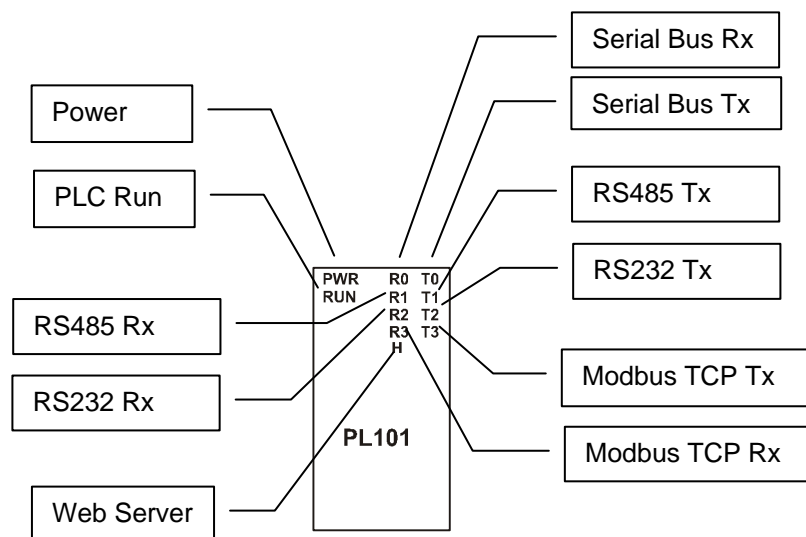 Serial Bus Rx
Serial Bus Tx
Power
PLC Run
RS485 Tx
RS232 Tx
PWR R0 T0
RUN R1 T1
R2 T2
R3 T3
H
RS485 Rx
RS232 Rx
Modbus TCP Tx
PL101
Modbus TCP Rx
Web Server